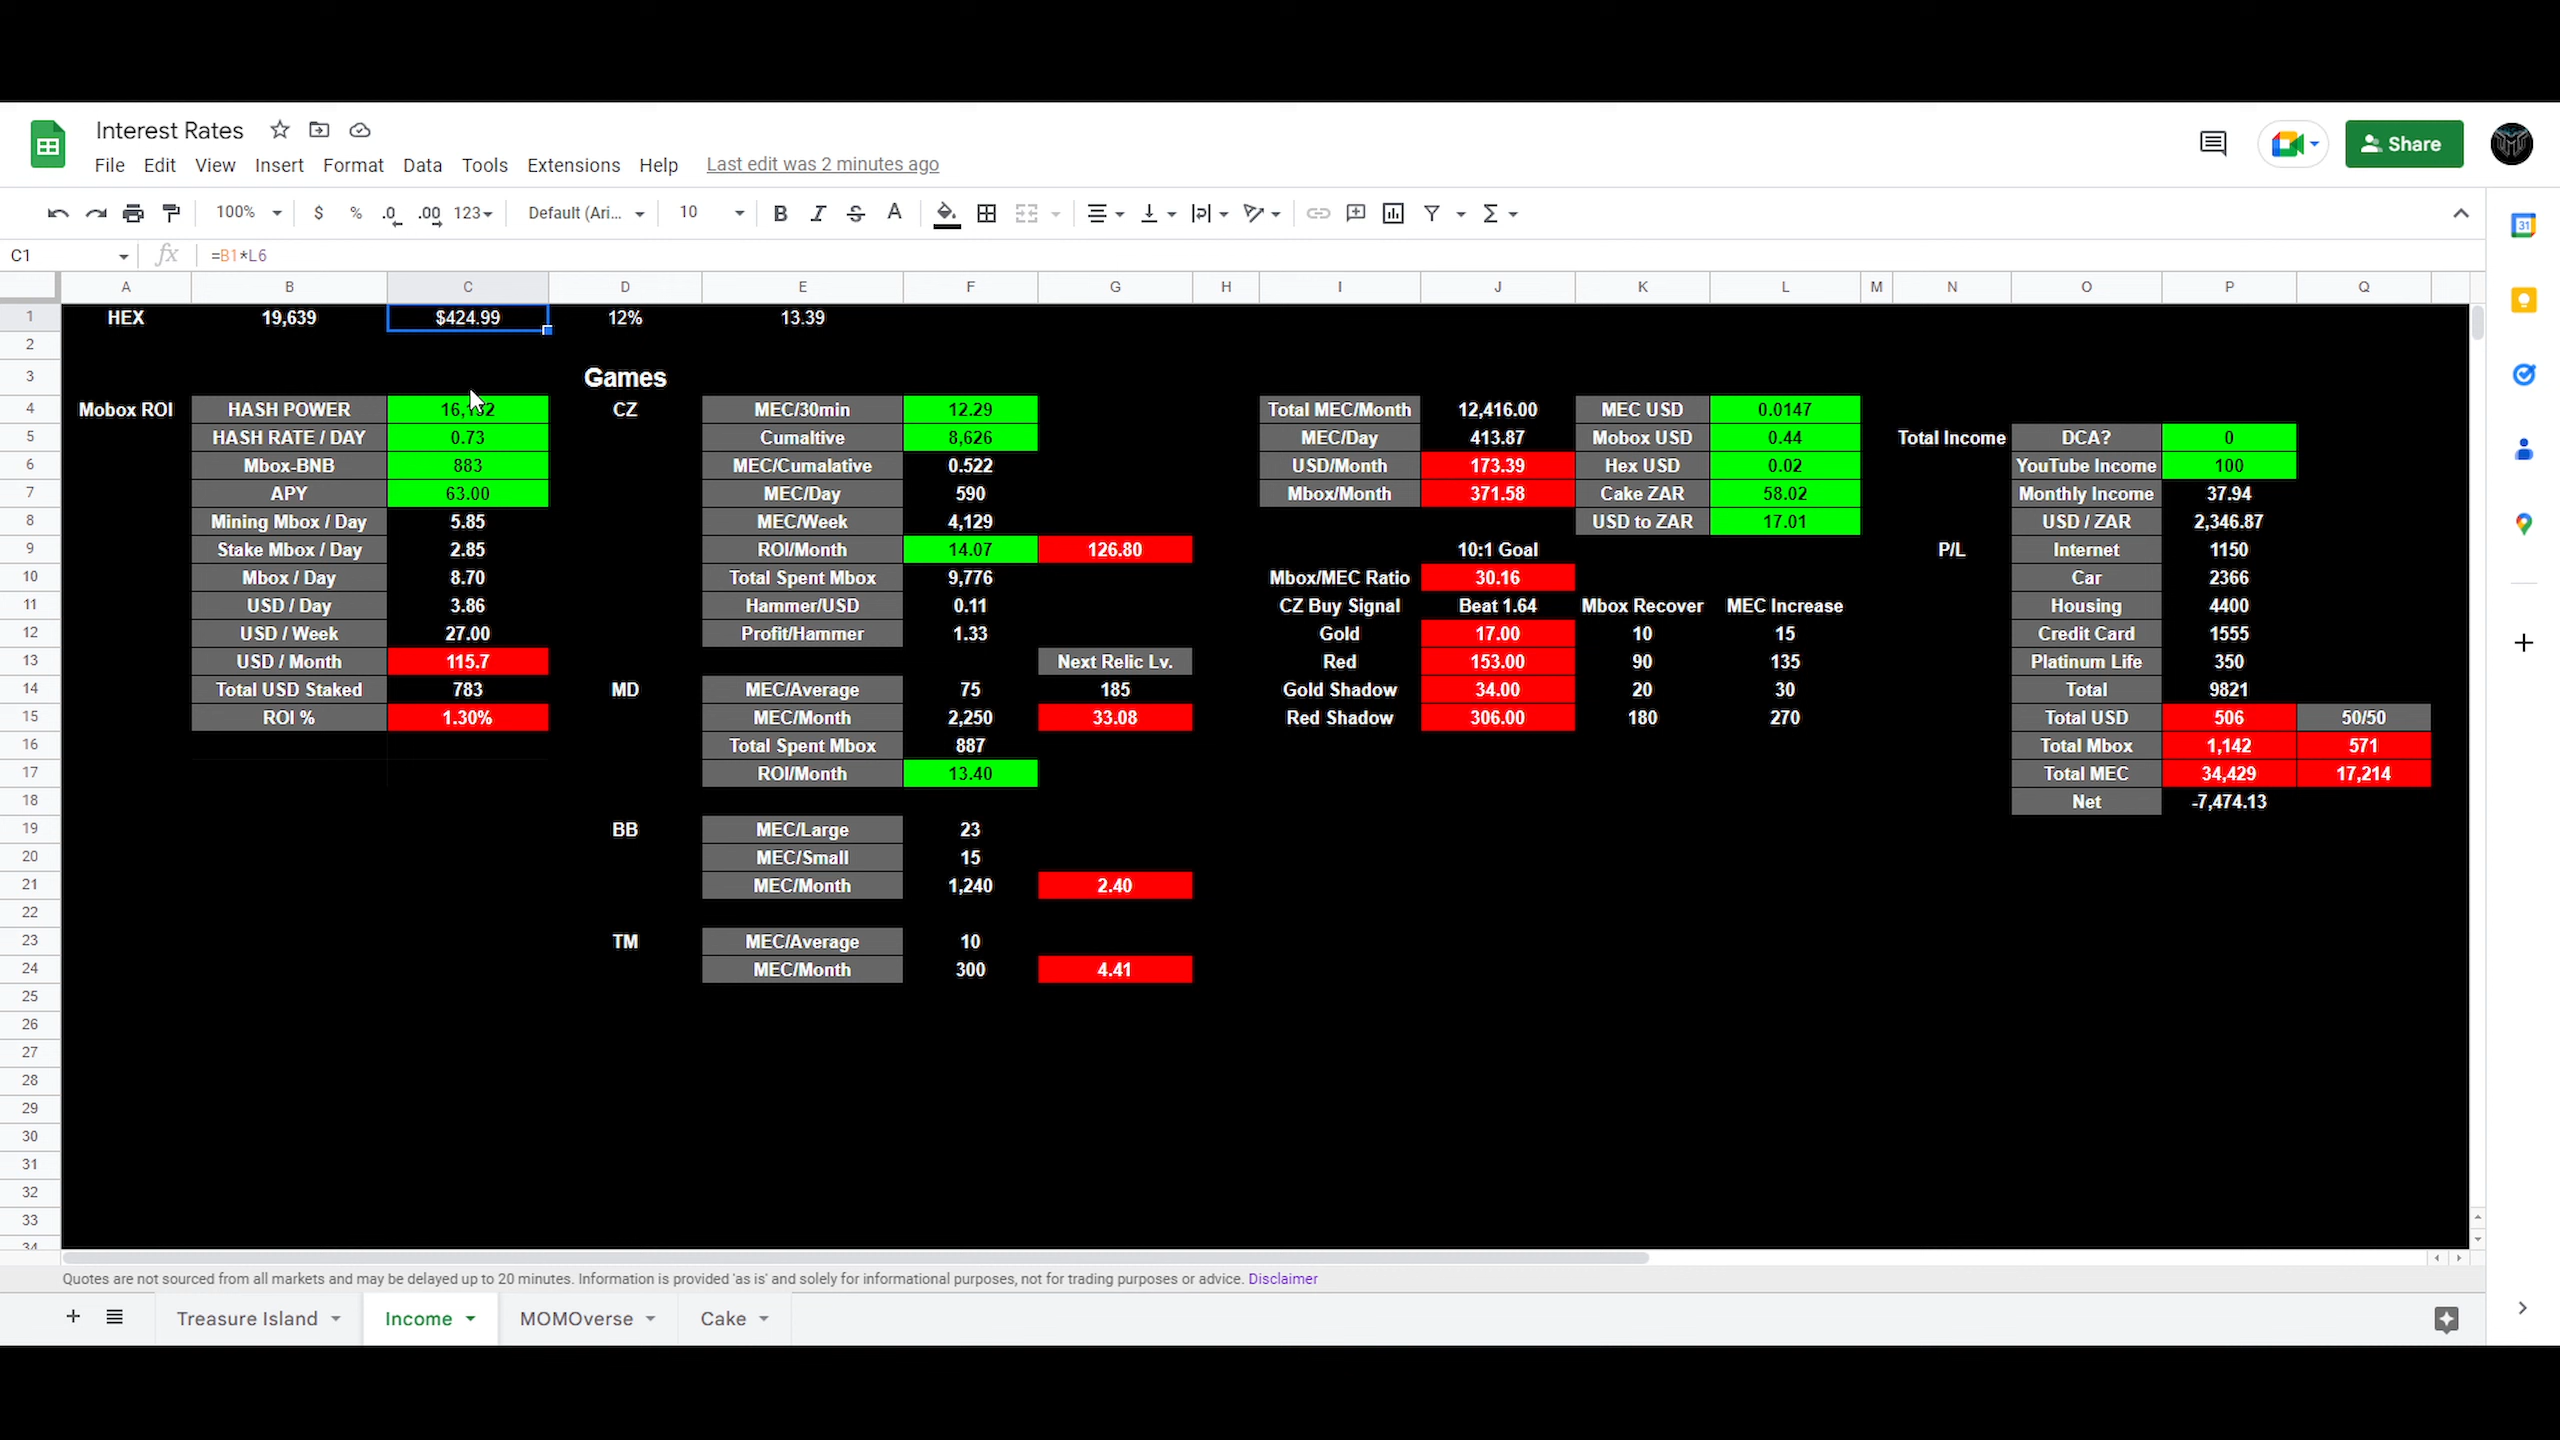 Interest Rates
File Edit View Insert Format Data Tools Extensions Help Last edit was 2 minutes ago
Share
100% $ % .0 .00 123 Default (Ari... 10 B I S A
31
C1 fx =B1*L6
A B C D E F G H I J K L M N O P Q
1 HEX 19,639 $424.99 12% 13.39
2
3 Games
4 Mobox ROI HASH POWER CZ MEC/30min 12.29 Total MEC/Month 12,416.00 MEC USD 0.0147
5 HASH RATE / DAY 0.73 Cumaltive 8,626 MEC/Day 413.87 Mobox USD 0.44 Total Income DCA? 0
6 Mbox-BNB 883 MEC/Cumalative 0.522 USD/Month 173.39 Hex USD 0.02 YouTube Income 100
7 APY 63.00 MEC/Day 590 Mbox/Month 371.58 Cake ZAR 58.02 Monthly Income 37.94
8 Mining Mbox / Day 5.85 MEC/Week 4,129 USD to ZAR 17.01 USD / ZAR 2,346.87
9 Stake Mbox / Day 2.85 ROI/Month 14.07 126.80 10:1 Goal P/L Internet 1150
10 Mbox / Day 8.70 Total Spent Mbox 9,776 Mbox/MEC Ratio 30.16 Car 2366
11 USD / Day 3.86 Hammer/USD 0.11 CZ Buy Signal Beat 1.64 Mbox Recover MEC Increase Housing 4400
12 USD / Week 27.00 Profit/Hammer 1.33 Gold 17.00 10 15 Credit Card 1555
13 USD / Month 115.7 Next Relic Lv. Red 153.00 90 135 Platinum Life 350
14 Total USD Staked 783 MD MEC/Average 75 185 Gold Shadow 34.00 20 30 Total 9821
15 ROI % 1.30% MEC/Month 2,250 33.08 Red Shadow 306.00 180 270 Total USD 506 50/50
16 Total Spent Mbox 887 Total Mbox 1,142 571
17 ROI/Month 13.40 Total MEC 34,429 17,214
18 Net -7,474.13
19 BB MEC/Large 23
20 MEC/Small 15
21 MEC/Month 1,240 2.40
22
23 TM MEC/Average 10
24 MEC/Month 300 4.41
25
26
27
28
29
30
31
32
33
34
Quotes are not sourced from all markets and may be delayed up to 20 minutes. Information is provided 'as is' and solely for informational purposes, not for trading purposes or advice. Disclaimer
Treasure Island Income MOMOverse Cake